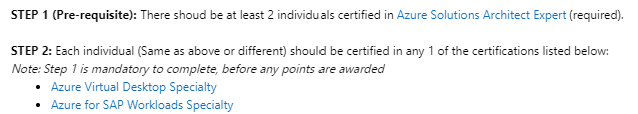 STEP 1 (Pre-requisite): There shoud be at least 2 individuals certified in Azure Solutions Architect Expert (required).
STEP 2: Each individual (Same as above or different) should be certified in any 1 of the certifications listed below:
Note: Step 1 is mandatory to complete, before any points are awarded
• Azure Virtual Desktop Specialty
• Azure for SAP Workloads Specialty